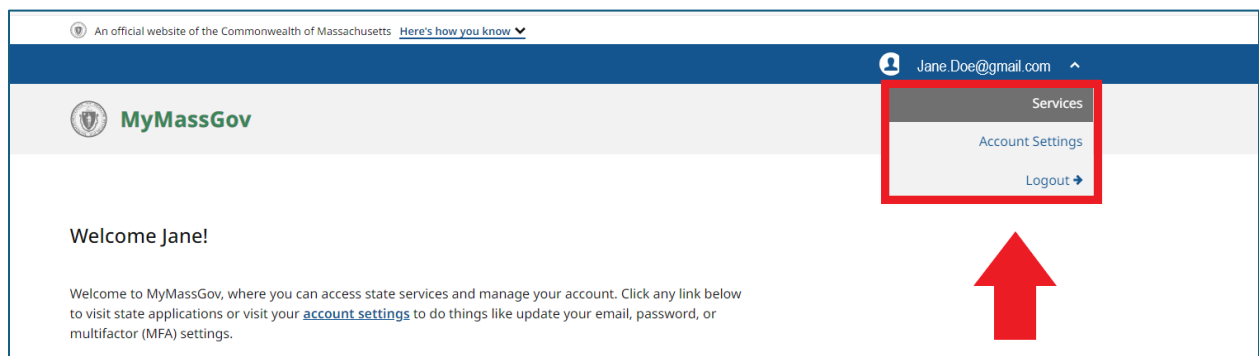 An official website of the Commonwealth of Massachusetts Here's how you know
Jane.Doe@gmail.com
Services
MyMassGov
Account Settings
Logout
Welcome Jane!
Welcome to MyMassGov, where you can access state services and manage your account. Click any link below
to visit state applications or visit your account settings to do things like update your email, password, or
multifactor (MFA) settings.